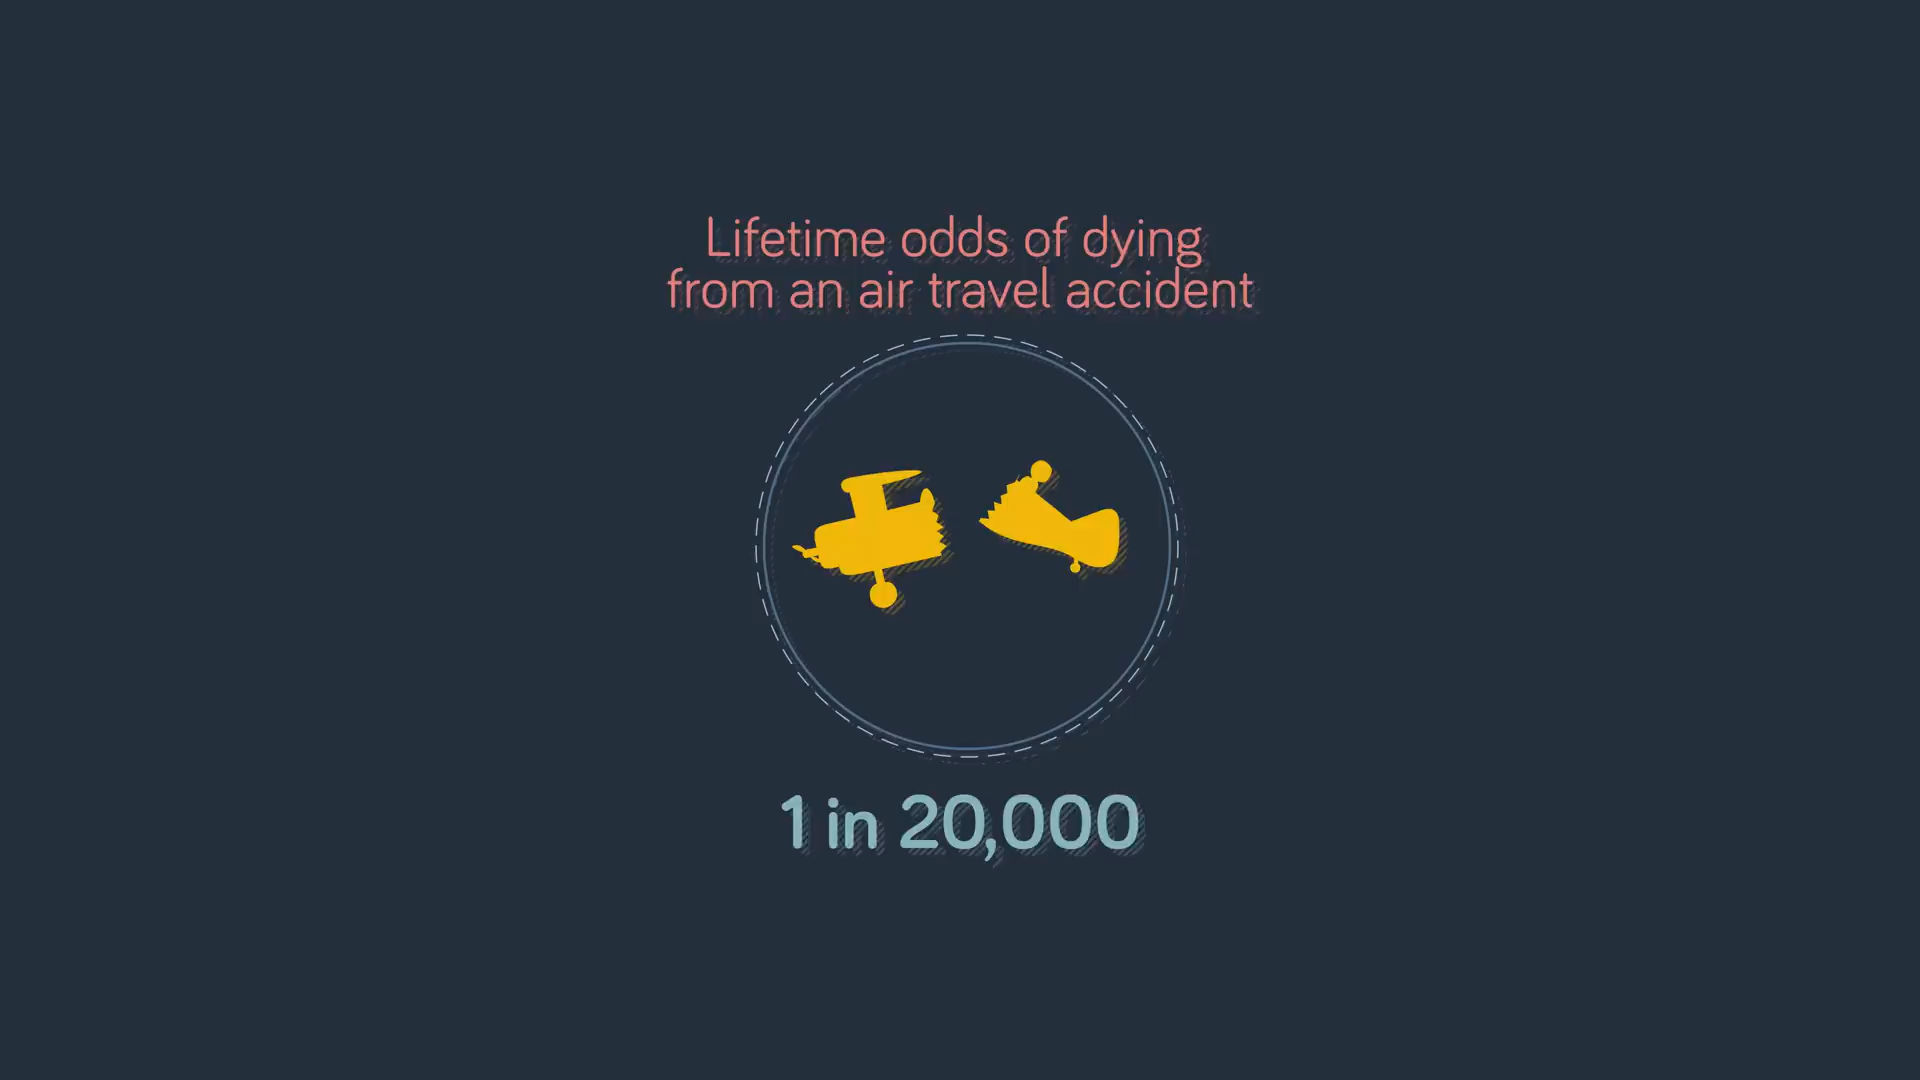 Lifetime odds of dying
from an air travel accident
1 in 20,000